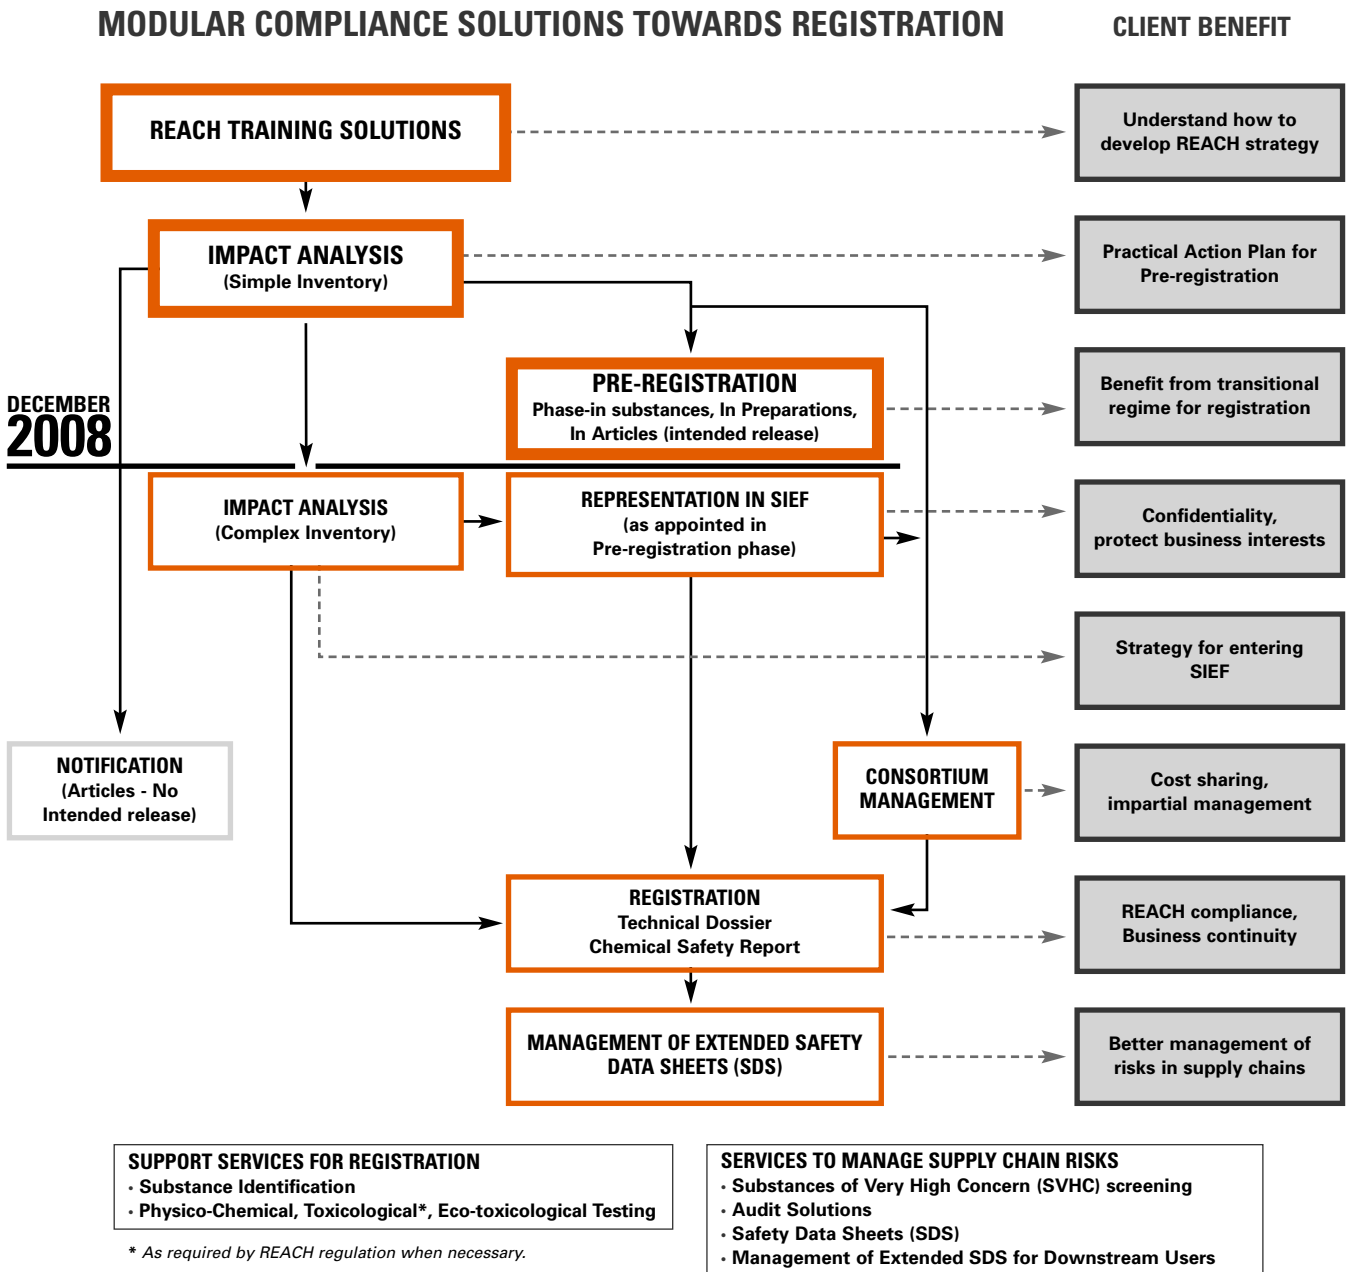 MODULAR COMPLIANCE SOLUTIONS TOWARDS REGISTRATION
CLIENT BENEFIT
REACH TRAINING SOLUTIONS
Understand how to
develop REACH strategy
IMPACT ANALYSIS
(Simple Inventory)
Practical Action Plan for
Pre-registration
PRE-REGISTRATION
Phase-in substances, In Preparations,
In Articles (intended release)
Benefit from transitional
regime for registration
DECEMBER
2008
IMPACT ANALYSIS
(Complex Inventory)
REPRESENTATION IN SIEF
(as appointed in
Pre-registration phase)
Confidentiality,
protect business interests
Strategy for entering
SIEF
NOTIFICATION
(Articles - No
Intended release)
CONSORTIUM
MANAGEMENT
Cost sharing,
impartial management
REGISTRATION
Technical Dossier
Chemical Safety Report
REACH compliance,
Business continuity
MANAGEMENT OF EXTENDED SAFETY
DATA SHEETS (SDS)
Better management of
risks in supply chains
SUPPORT SERVICES FOR REGISTRATION
• Substance Identification
• Physico-Chemical, Toxicological*, Eco-toxicological Testing
* As required by REACH regulation when necessary.
SERVICES TO MANAGE SUPPLY CHAIN RISKS
• Substances of Very High Concern (SVHC) screening
• Audit Solutions
• Safety Data Sheets (SDS)
• Management of Extended SDS for Downstream Users